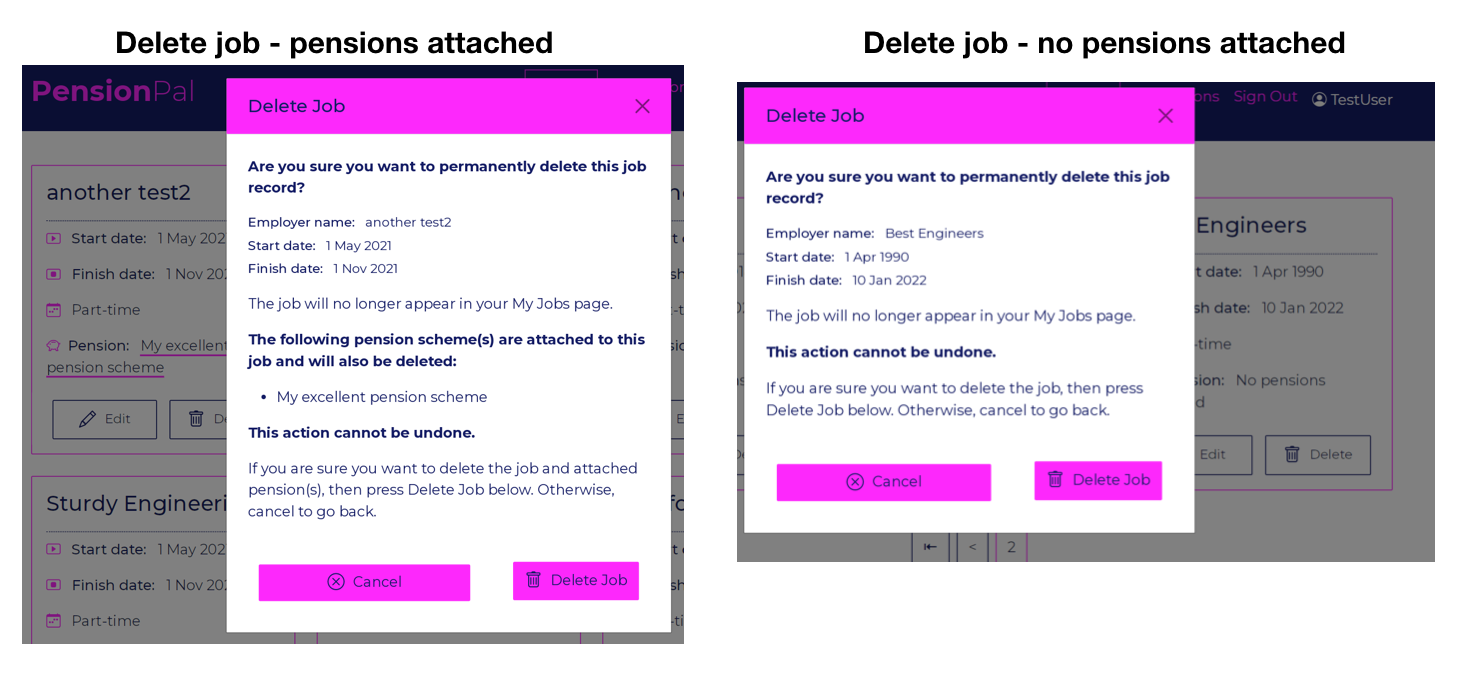 Delete job - pensions attached
PensionPal
Delete Job
another test2
Start date: 1 May 202
Finish date: 1 Nov 202
Part-time
Pension: My excellent
pension scheme
Edit
Are you sure you want to permanently delete this job
record?
Employer name: another test2
Start date: 1 May 2021
Finish date: 1 Nov 2021
The job will no longer appear in your My Jobs page.
The following pension scheme(s) are attached to this
job and will also be deleted:
• My excellent pension scheme
This action cannot be undone.
If you are sure you want to delete the job and attached
pension(s), then press Delete Job below. Otherwise,
cancel to go back.
Cancel
Delete Job
Sturdy Engineeri
Start date: 1 May 202
Finish date: 1 Nov 202
Part-time
Delete job - no pensions attached
ons Sign Out TestUser
Delete Job
Are you sure you want to permanently delete this job
record?
Employer name: Best Engineers
Start date: 1 Apr 1990
Finish date: 10 Jan 2022
The job will no longer appear in your My Jobs page.
This action cannot be undone.
If you are sure you want to delete the job, then press
Delete Job below. Otherwise, cancel to go back.
Cancel
Delete Job
Engineers
t date: 1 Apr 1990
sh date: 10 Jan 2022
-time
sion: No pensions
d
Edit
Delete
< 2